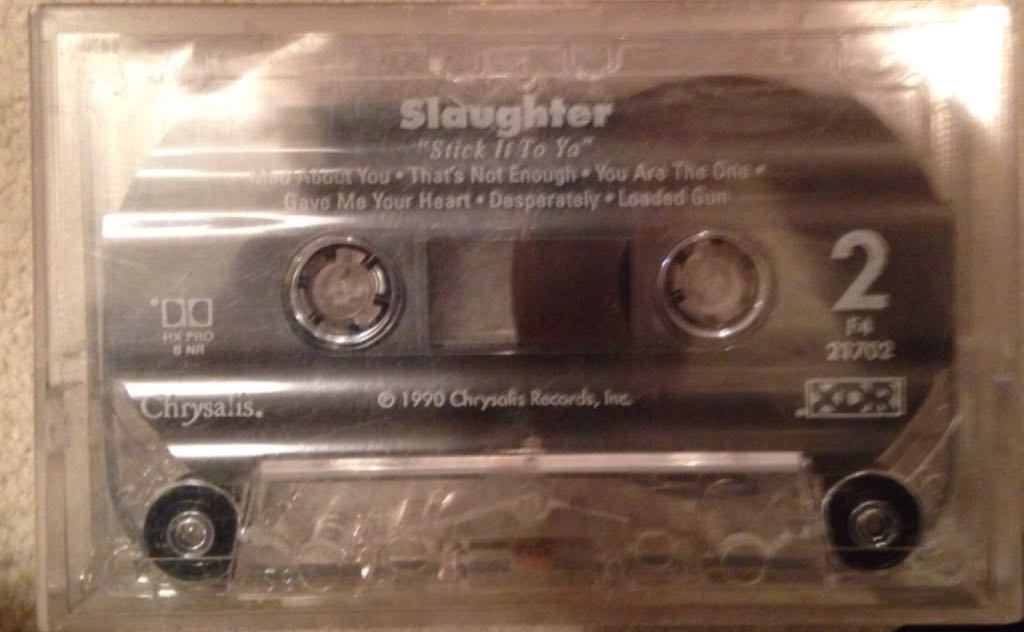 Slaughter
"Stick It To Ya"
Mad About You • That's Not Enough • You Are The One •
Gave Me Your Heart • Desperately • Loaded Gun
2
F4
21702
HX PRO
B NR
Chrysalis.
© 1990 Chrysalis Records, Inc.
XDR